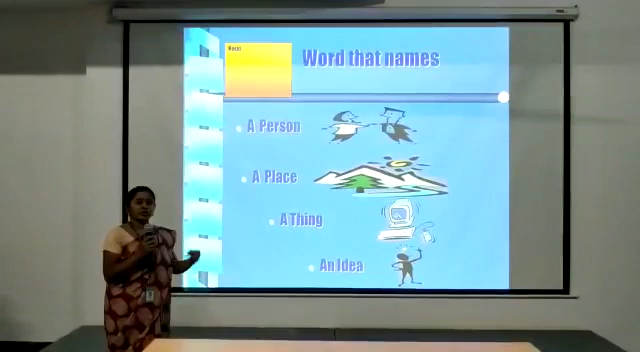 Noun
Word that names
A Person
A Place
A Thing
An Idea